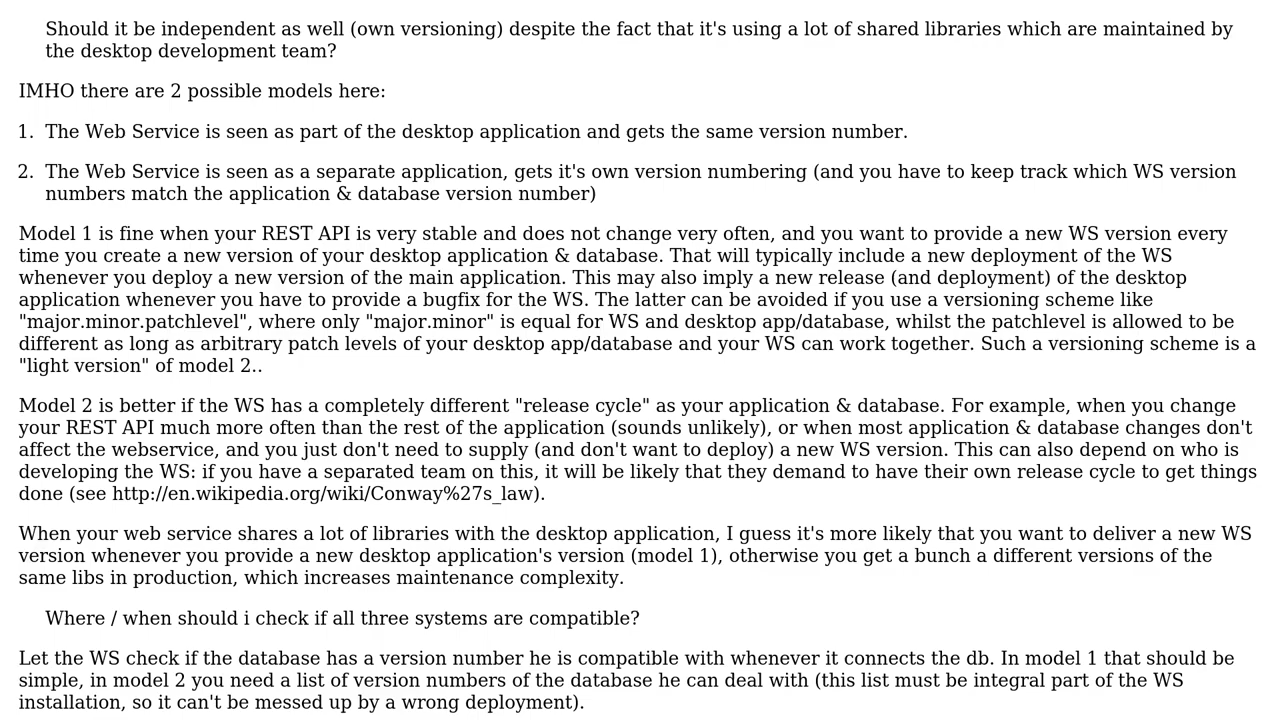 Should it be independent as well (own versioning) despite the fact that it's using a lot of shared libraries which are maintained by
the desktop development team?
IMHO there are 2 possible models here:
1. The Web Service is seen as part of the desktop application and gets the same version number.
2. The Web Service is seen as a separate application, gets it's own version numbering (and you have to keep track which WS version
numbers match the application & database version number)
Model 1 is fine when your REST API is very stable and does not change very often, and you want to provide a new WS version every
time you create a new version of your desktop application & database. That will typically include a new deployment of the WS
whenever you deploy a new version of the main application. This may also imply a new release (and deployment) of the desktop
application whenever you have to provide a bugfix for the WS. The latter can be avoided if you use a versioning scheme like
"major.minor.patchlevel", where only "major.minor" is equal for WS and desktop app/database, whilst the patchlevel is allowed to be
different as long as arbitrary patch levels of your desktop app/database and your WS can work together. Such a versioning scheme is a
"light version" of model 2..
Model 2 is better if the WS has a completely different "release cycle" as your application & database. For example, when you change
your REST API much more often than the rest of the application (sounds unlikely), or when most application & database changes don't
affect the webservice, and you just don't need to supply (and don't want to deploy) a new WS version. This can also depend on who is
developing the WS: if you have a separated team on this, it will be likely that they demand to have their own release cycle to get things
done (see http://en.wikipedia.org/wiki/Conway%27s_law).
When your web service shares a lot of libraries with the desktop application, I guess it's more likely that you want to deliver a new WS
version whenever you provide a new desktop application's version (model 1), otherwise you get a bunch a different versions of the
same libs in production, which increases maintenance complexity.
Where / when should i check if all three systems are compatible?
Let the WS check if the database has a version number he is compatible with whenever it connects the db. In model 1 that should be
simple, in model 2 you need a list of version numbers of the database he can deal with (this list must be integral part of the WS
installation, so it can't be messed up by a wrong deployment).